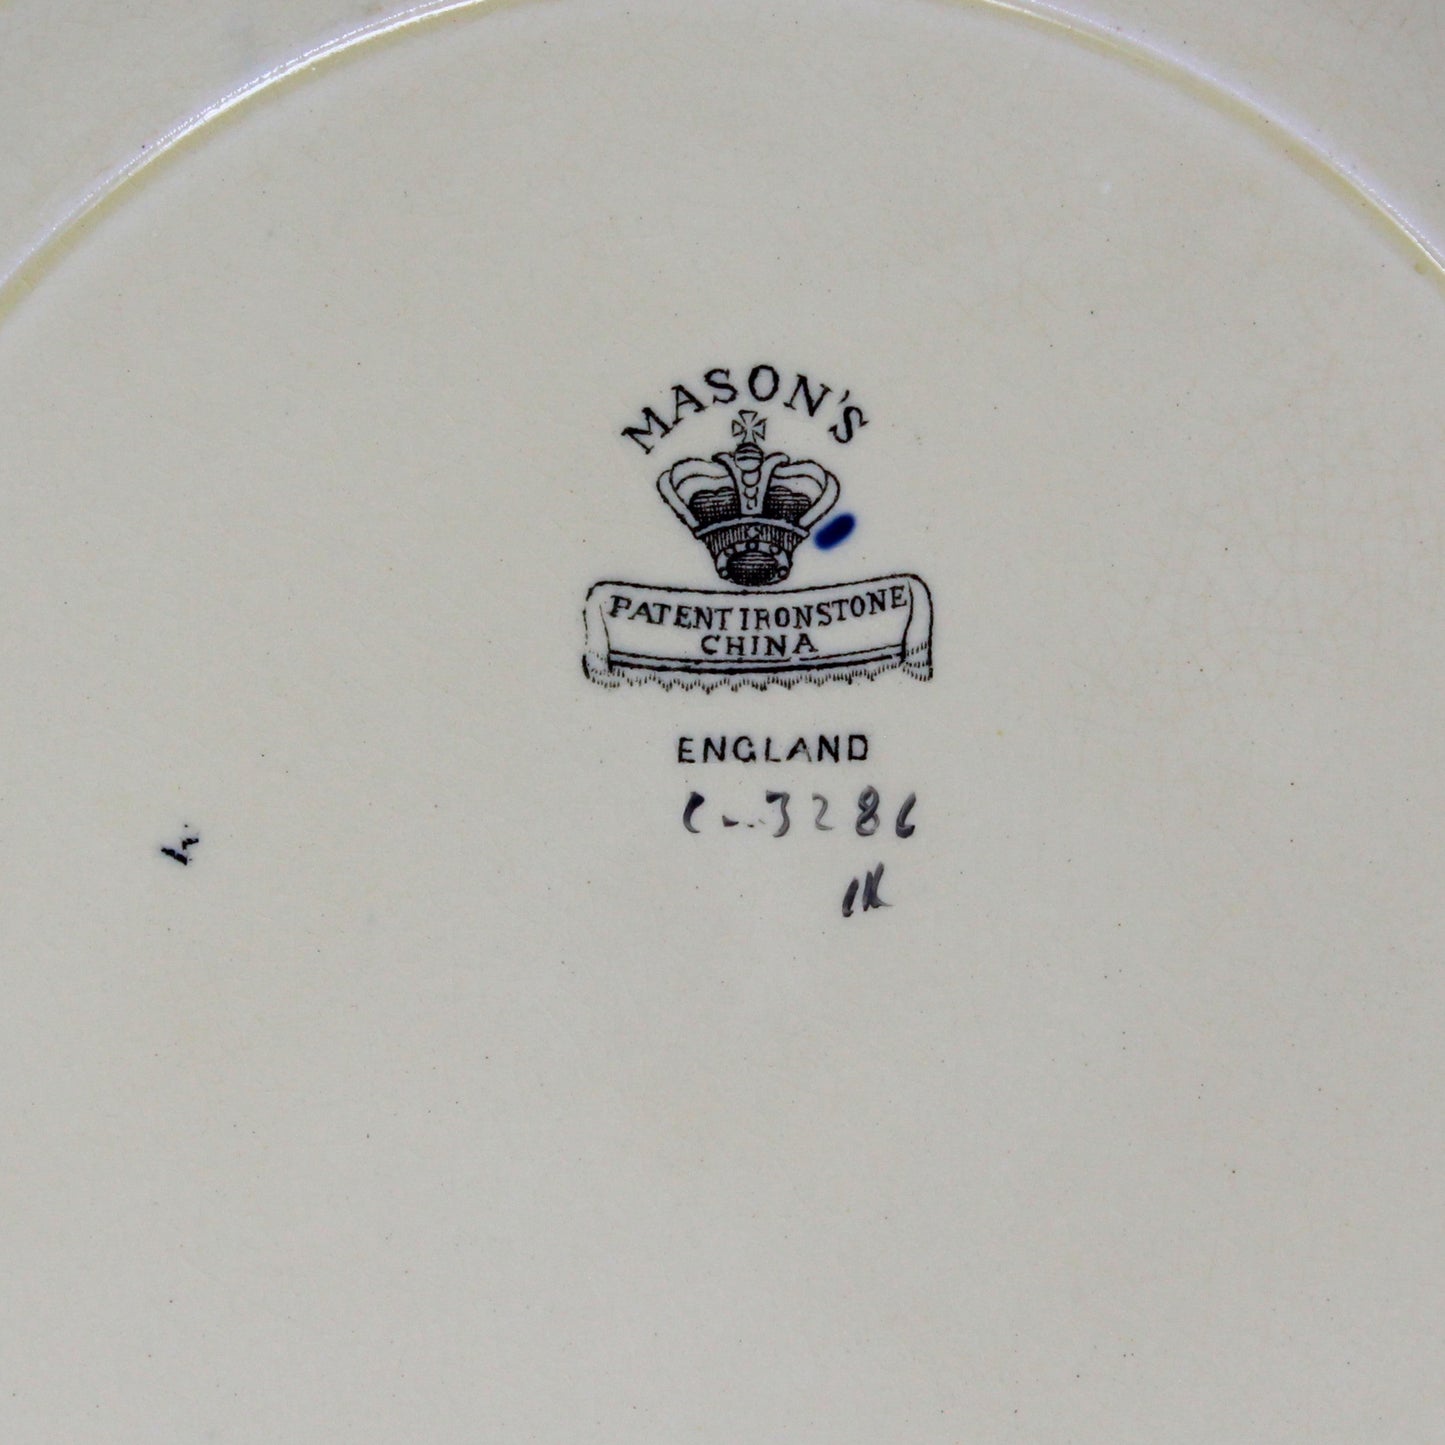 MASON'S
PATENT IRONSTONE
CHINA
ENGLAND
C..3286